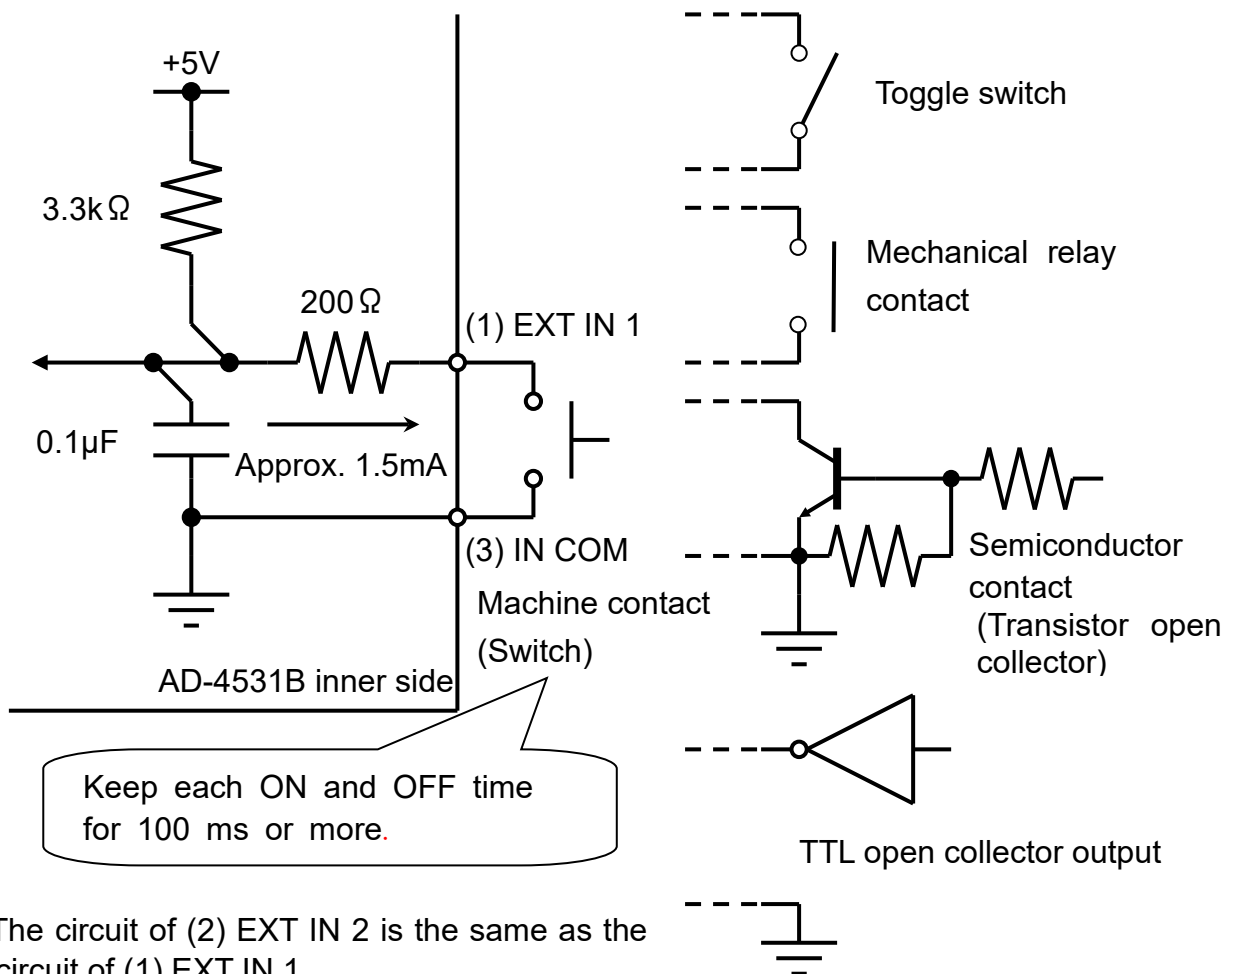 +5V
3.3kΩ
200Ω
(1) EXT IN 1
0.1µF
Approx. 1.5mA
(3) IN COM
Machine contact
(Switch)
AD-4531B inner side
Keep each ON and OFF time
for 100 ms or more.
The circuit of (2) EXT IN 2 is the same as the
circuit of (1) EXT IN 1
Toggle switch
Mechanical relay
contact
Semiconductor
contact
(Transistor open
collector)
TTL open collector output